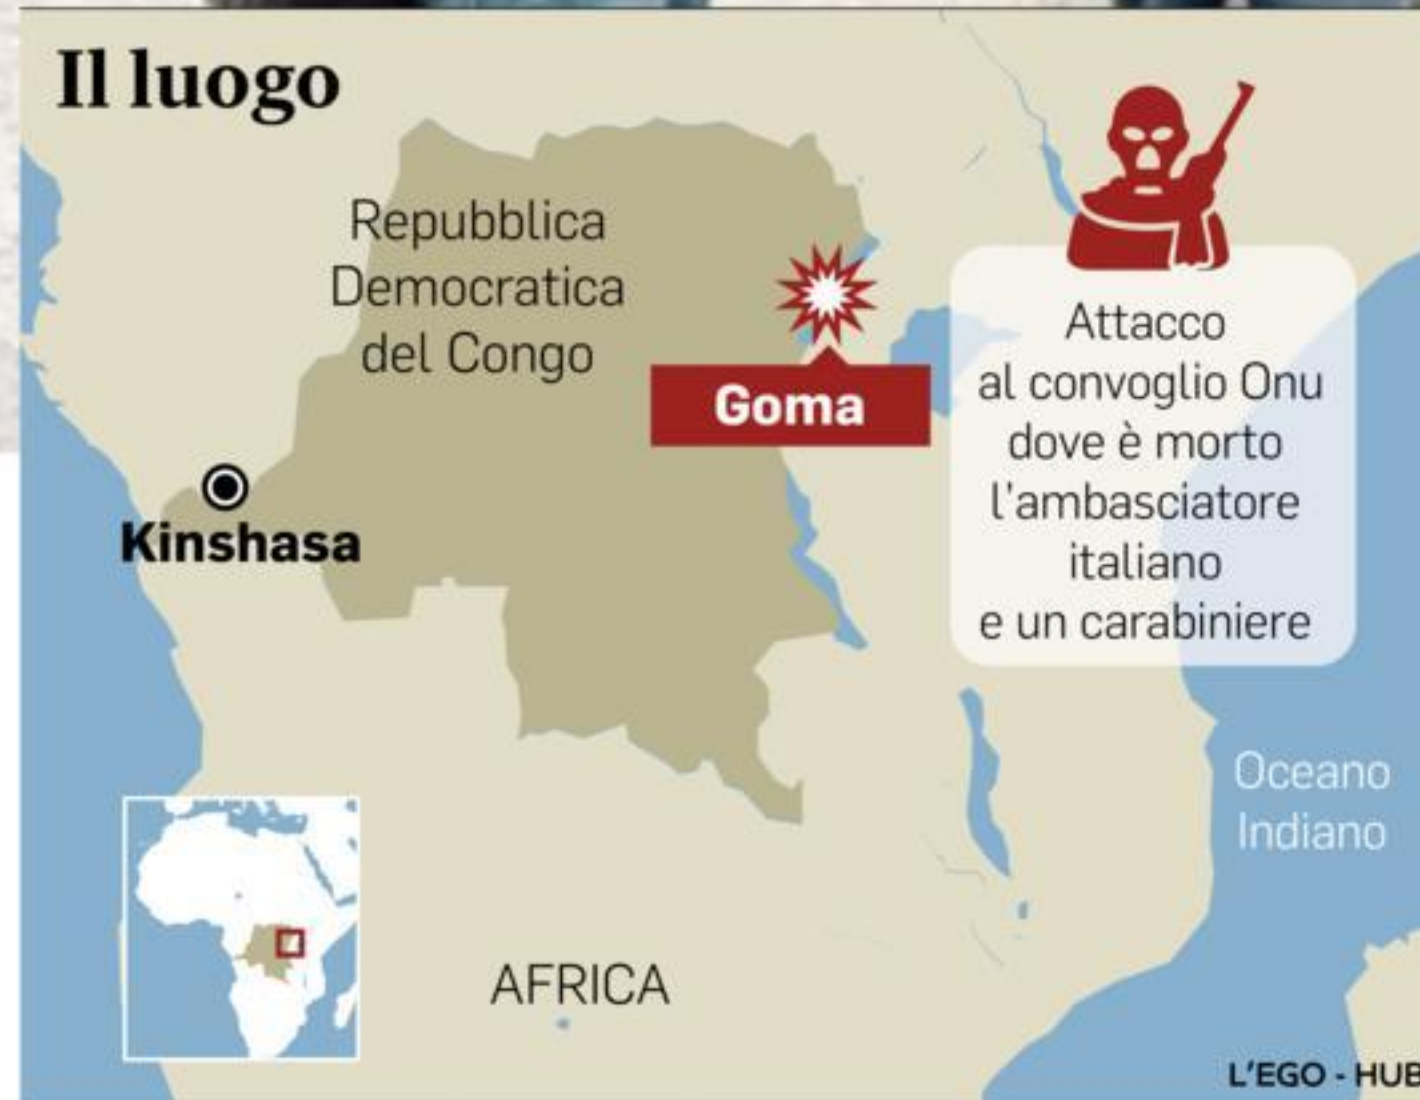 Il luogo
Repubblica
Democratica
del Congo
Goma
Kinshasa
Attacco
al convoglio Onu
dove è morto
l'ambasciatore
italiano
e un carabiniere
Oceano
Indiano
AFRICA
L'EGO - HUB